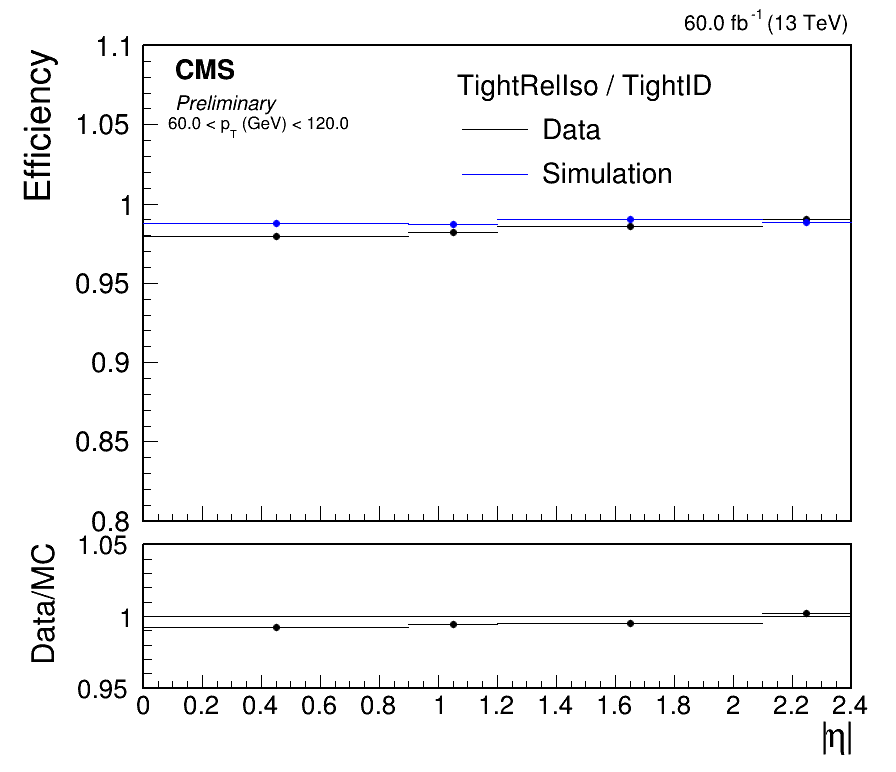 60.0 fb-1 (13 TeV)
1.1
CMS
TightRelIso / TightID
Preliminary
60.0 < pT (GeV) < 120.0
1.05
Data
Simulation
Efficiency
1
0.95
0.9
0.85
0.8
1.05
Data/MC
1
0.95
0 0.2 0.4 0.6 0.8 1 1.2 1.4 1.6 1.8 2 2.2 2.4
|η|